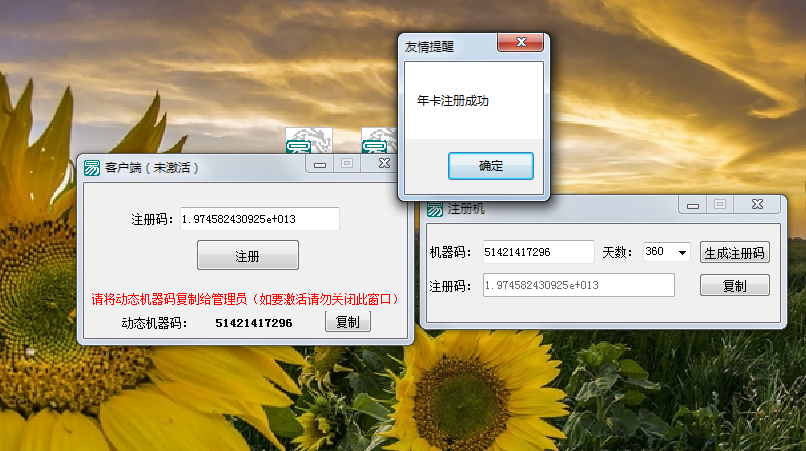 友情提醒
年卡注册成功
确定
客户端（未激活）
注册码： 1.974582430925e+013
注册
请将动态机器码复制给管理员（如要激活请勿关闭此窗口）
动态机器码： 51421417296 复制
注册机
机器码： 51421417296 天数： 360 生成注册码
注册码： 1.974582430925e+013 复制